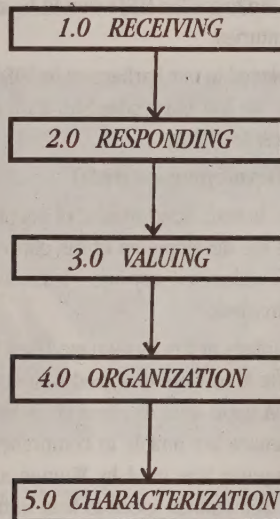 1.0 RECEIVING
2.0 RESPONDING
3.0 VALUING
4.0 ORGANIZATION
5.0 CHARACTERIZATION